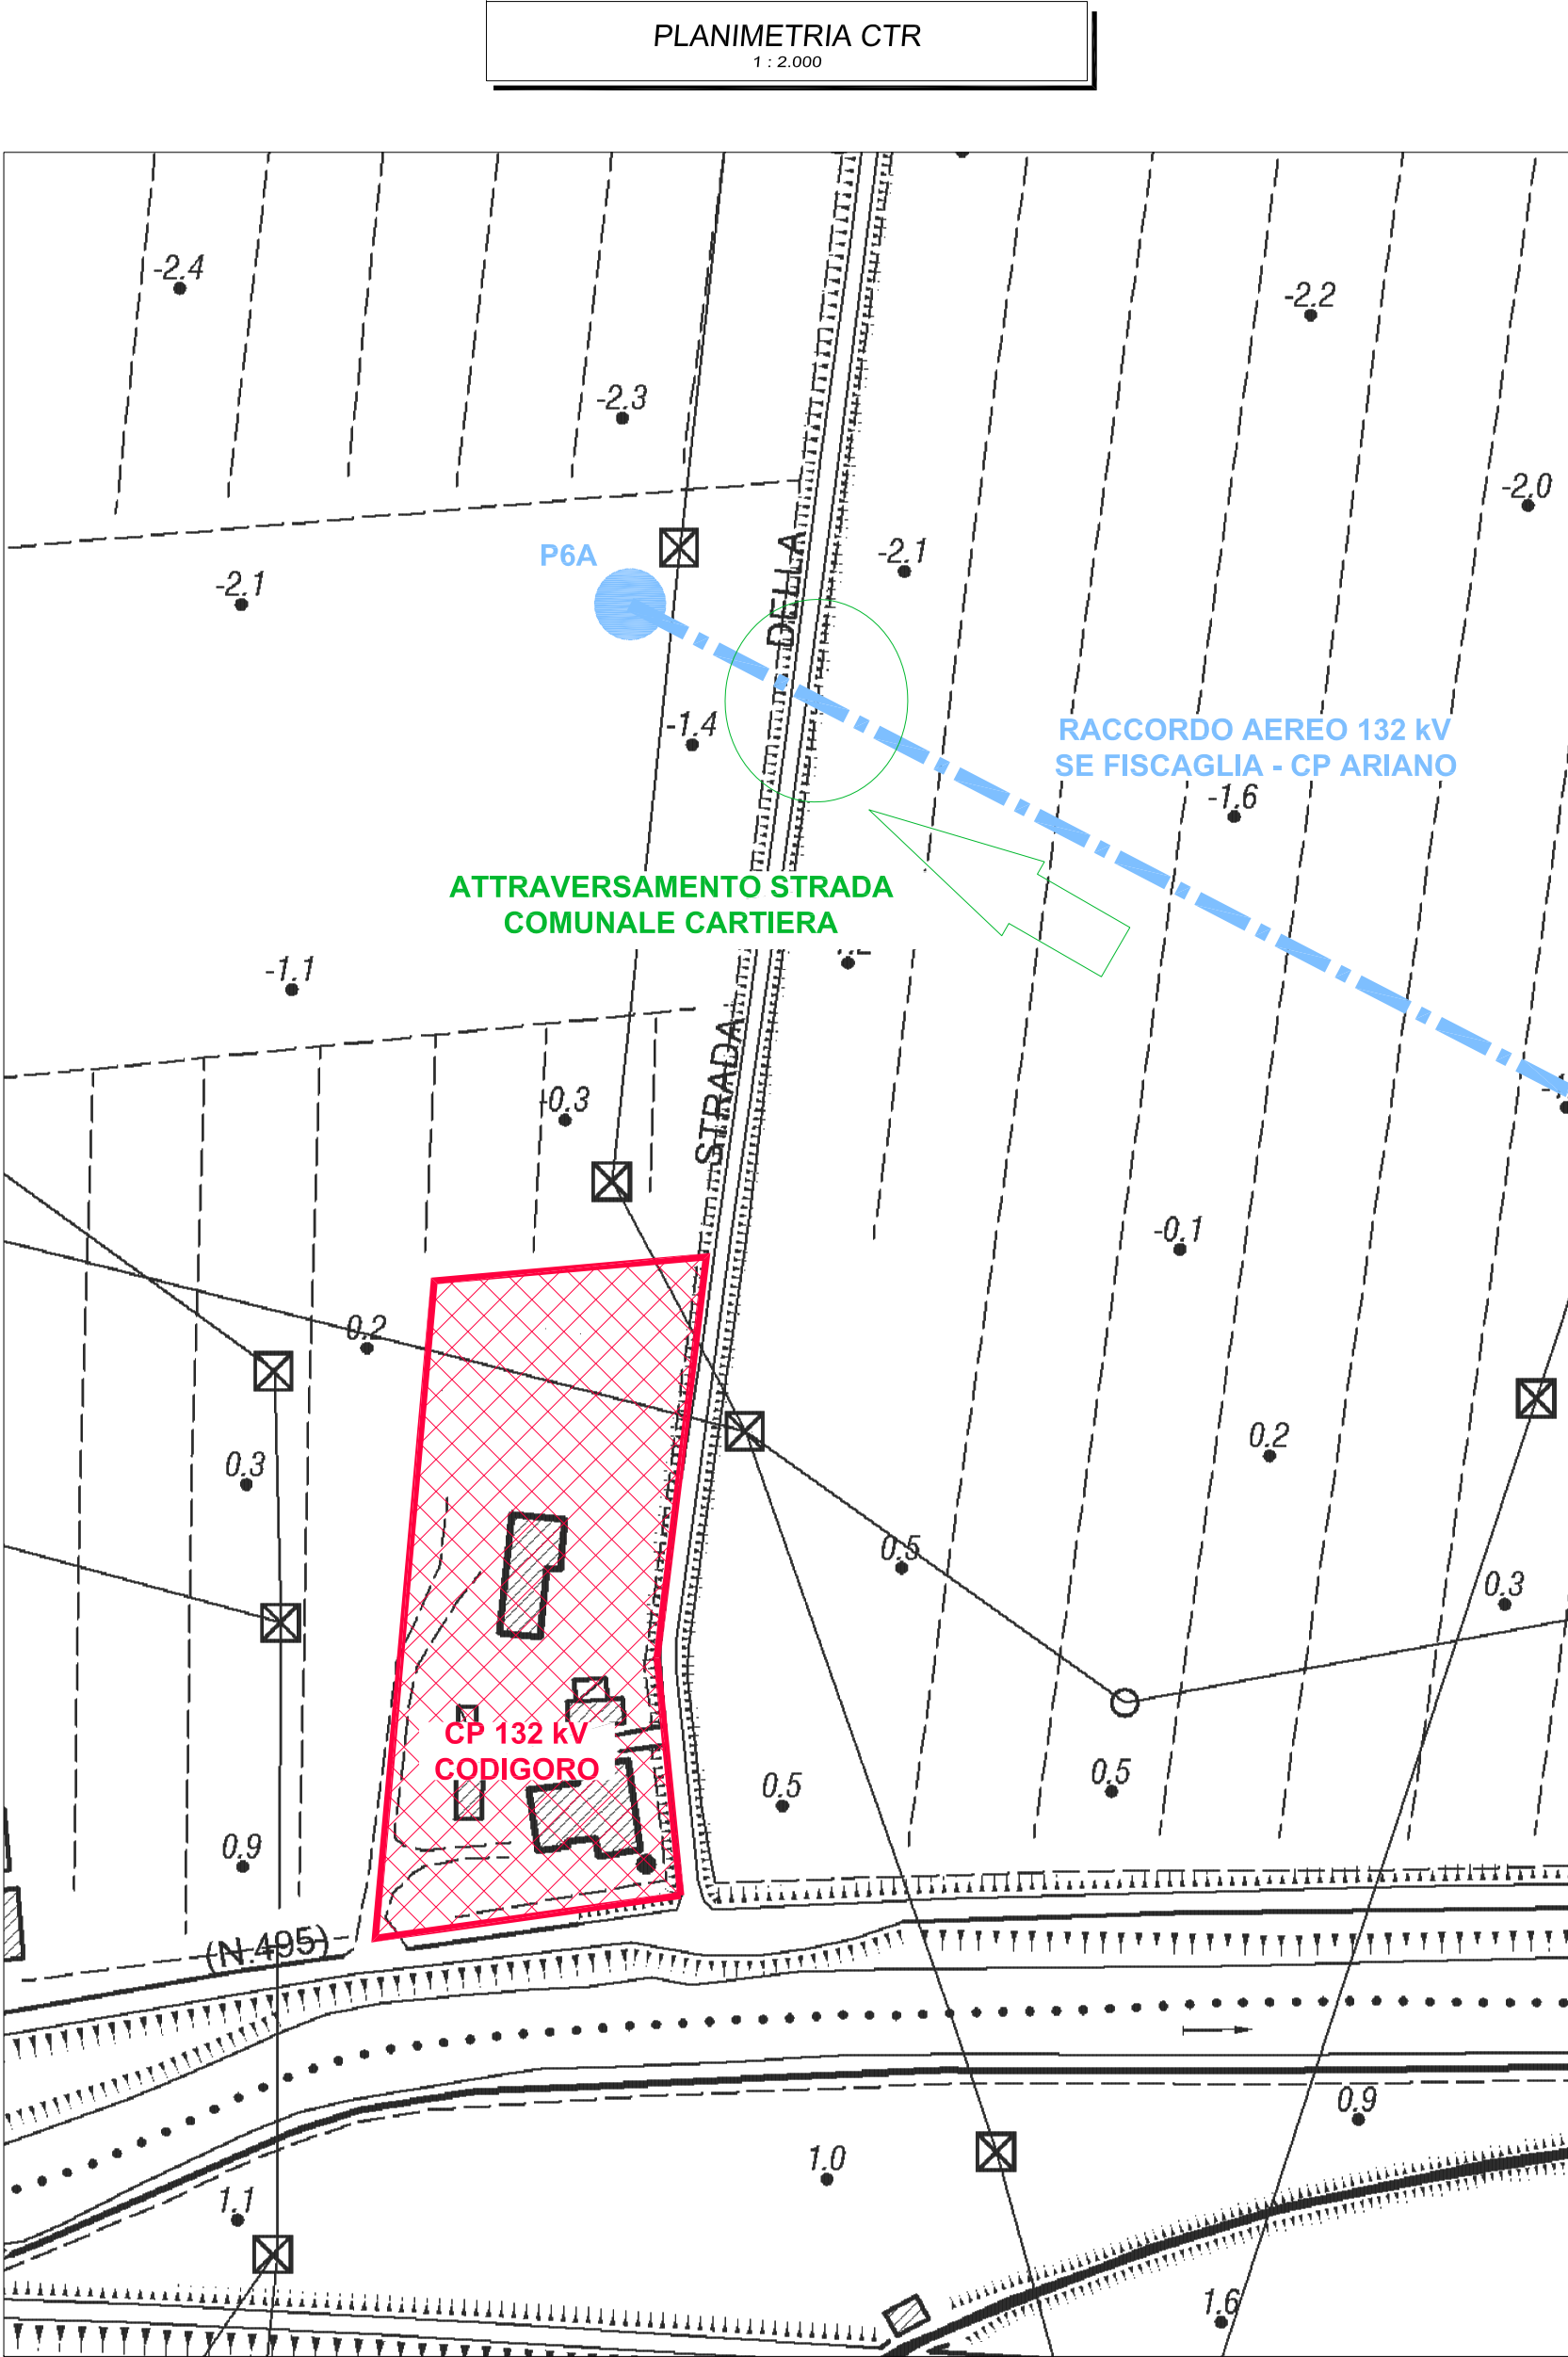 PLANIMETRIA CTR
1 : 2.000
-2.4
-2.2
-2.3
-2.0
P6A
DELLA
-2.1
-2.1
-1.4
RACCORDO AEREO 132 kV
SE FISCAGLIA - CP ARIANO
-1.6
ATTRAVERSAMENTO STRADA
COMUNALE CARTIERA
-1.1
STRADA
-0.3
-0.1
0.2
0.2
0.3
0.5
0.3
CP 132 kV
CODIGORO
0.5
0.5
0.9
(N.495)
0.9
1.0
1.1
1.6